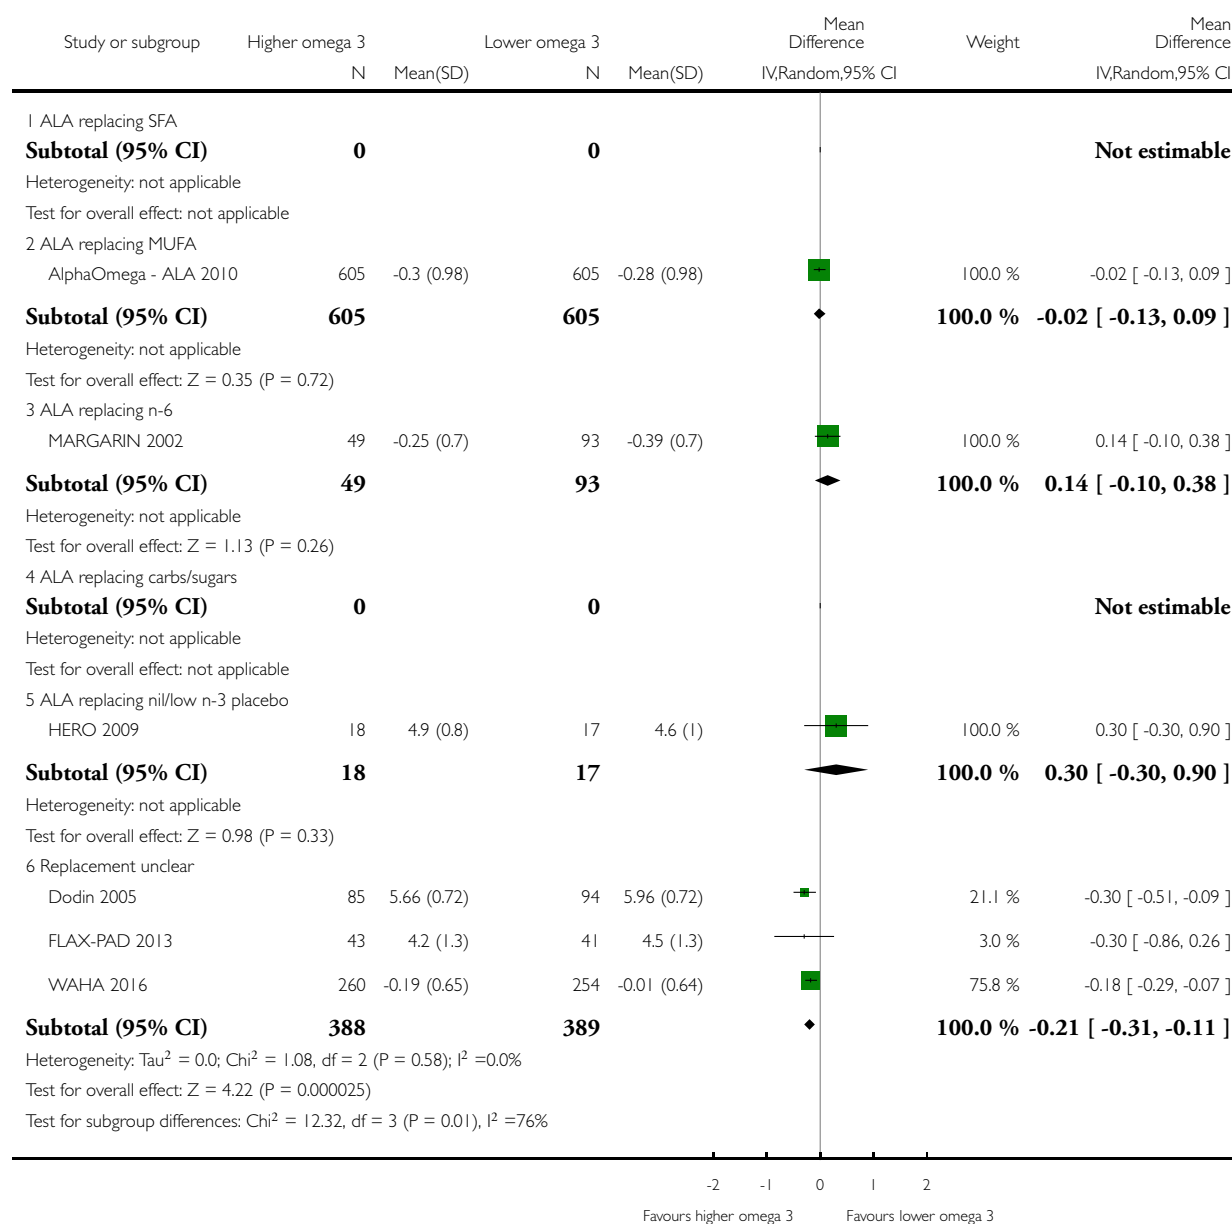 Study or subgroup Higher omega 3 Lower omega 3 Mean Difference Weight Mean Difference
N Mean(SD) N Mean(SD) IV,Random,95% CI IV,Random,95% CI
1 ALA replacing SFA
Subtotal (95% CI) 0 0 Not estimable
Heterogeneity: not applicable
Test for overall effect: not applicable
2 ALA replacing MUFA
AlphaOmega - ALA 2010 605 -0.3 (0.98) 605 -0.28 (0.98) 100.0 % -0.02 [ -0.13, 0.09 ]
Subtotal (95% CI) 605 605 100.0 % -0.02 [ -0.13, 0.09 ]
Heterogeneity: not applicable
Test for overall effect: Z = 0.35 (P = 0.72)
3 ALA replacing n-6
MARGARIN 2002 49 -0.25 (0.7) 93 -0.39 (0.7) 100.0 % 0.14 [ -0.10, 0.38 ]
Subtotal (95% CI) 49 93 100.0 % 0.14 [ -0.10, 0.38 ]
Heterogeneity: not applicable
Test for overall effect: Z = 1.13 (P = 0.26)
4 ALA replacing carbs/sugars
Subtotal (95% CI) 0 0 Not estimable
Heterogeneity: not applicable
Test for overall effect: not applicable
5 ALA replacing nil/low n-3 placebo
HERO 2009 18 4.9 (0.8) 17 4.6 (1) 100.0 % 0.30 [ -0.30, 0.90 ]
Subtotal (95% CI) 18 17 100.0 % 0.30 [ -0.30, 0.90 ]
Heterogeneity: not applicable
Test for overall effect: Z = 0.98 (P = 0.33)
6 Replacement unclear
Dodin 2005 85 5.66 (0.72) 94 5.96 (0.72) 21.1 % -0.30 [ -0.51, -0.09 ]
FLAX-PAD 2013 43 4.2 (1.3) 41 4.5 (1.3) 3.0 % -0.30 [ -0.86, 0.26 ]
WAHA 2016 260 -0.19 (0.65) 254 -0.01 (0.64) 75.8 % -0.18 [ -0.29, -0.07 ]
Subtotal (95% CI) 388 389 100.0 % -0.21 [ -0.31, -0.11 ]
Heterogeneity: Tau² = 0.0; Chi² = 1.08, df = 2 (P = 0.58); I² =0.0%
Test for overall effect: Z = 4.22 (P = 0.000025)
Test for subgroup differences: Chi² = 12.32, df = 3 (P = 0.01), I² =76%
-2 -1 0 1 2
Favours higher omega 3 Favours lower omega 3